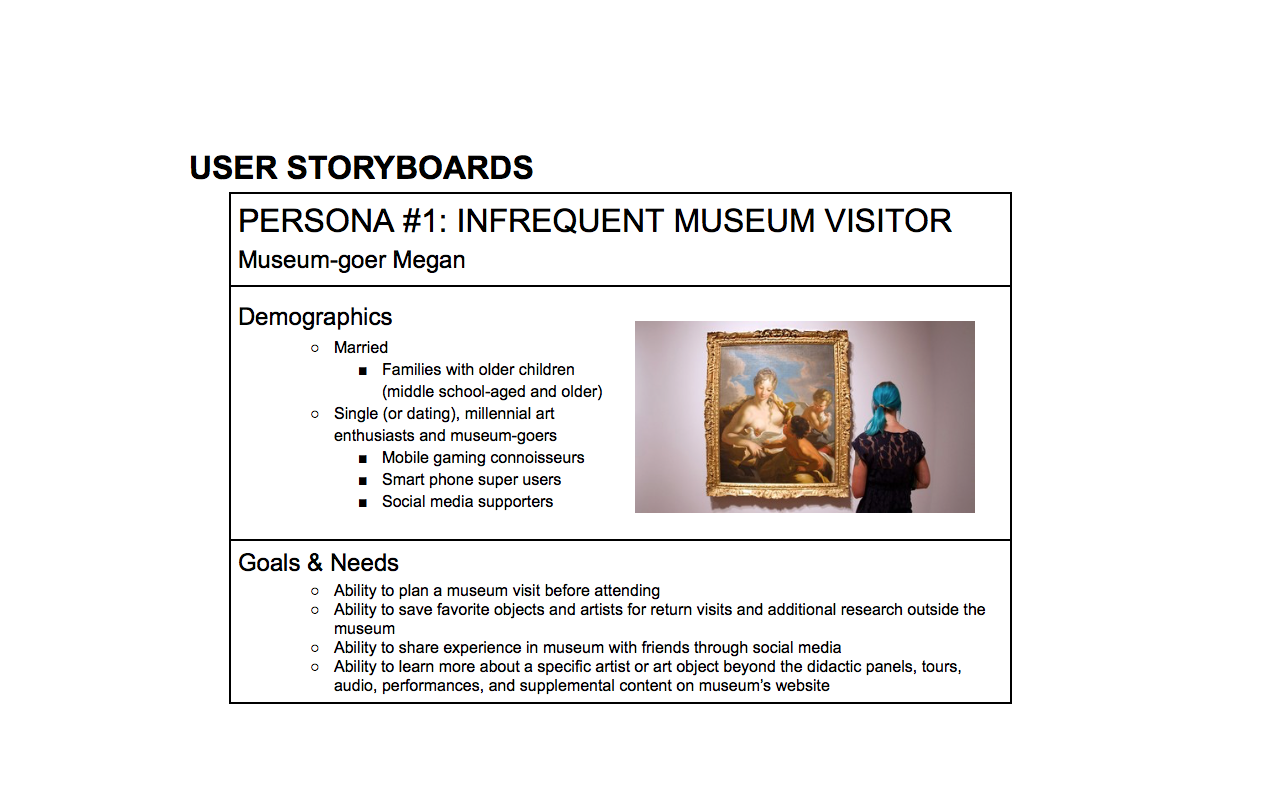 USER STORYBOARDS
PERSONA #1: INFREQUENT MUSEUM VISITOR
Museum-goer Megan
Demographics
○ Married
■ Families with older children
(middle school-aged and older)
○ Single (or dating), millennial art
enthusiasts and museum-goers
■ Mobile gaming connoisseurs
■ Smart phone super users
■ Social media supporters
Goals & Needs
○ Ability to plan a museum visit before attending
○ Ability to save favorite objects and artists for return visits and additional research outside the
museum
○ Ability to share experience in museum with friends through social media
○ Ability to learn more about a specific artist or art object beyond the didactic panels, tours,
audio, performances, and supplemental content on museum’s website